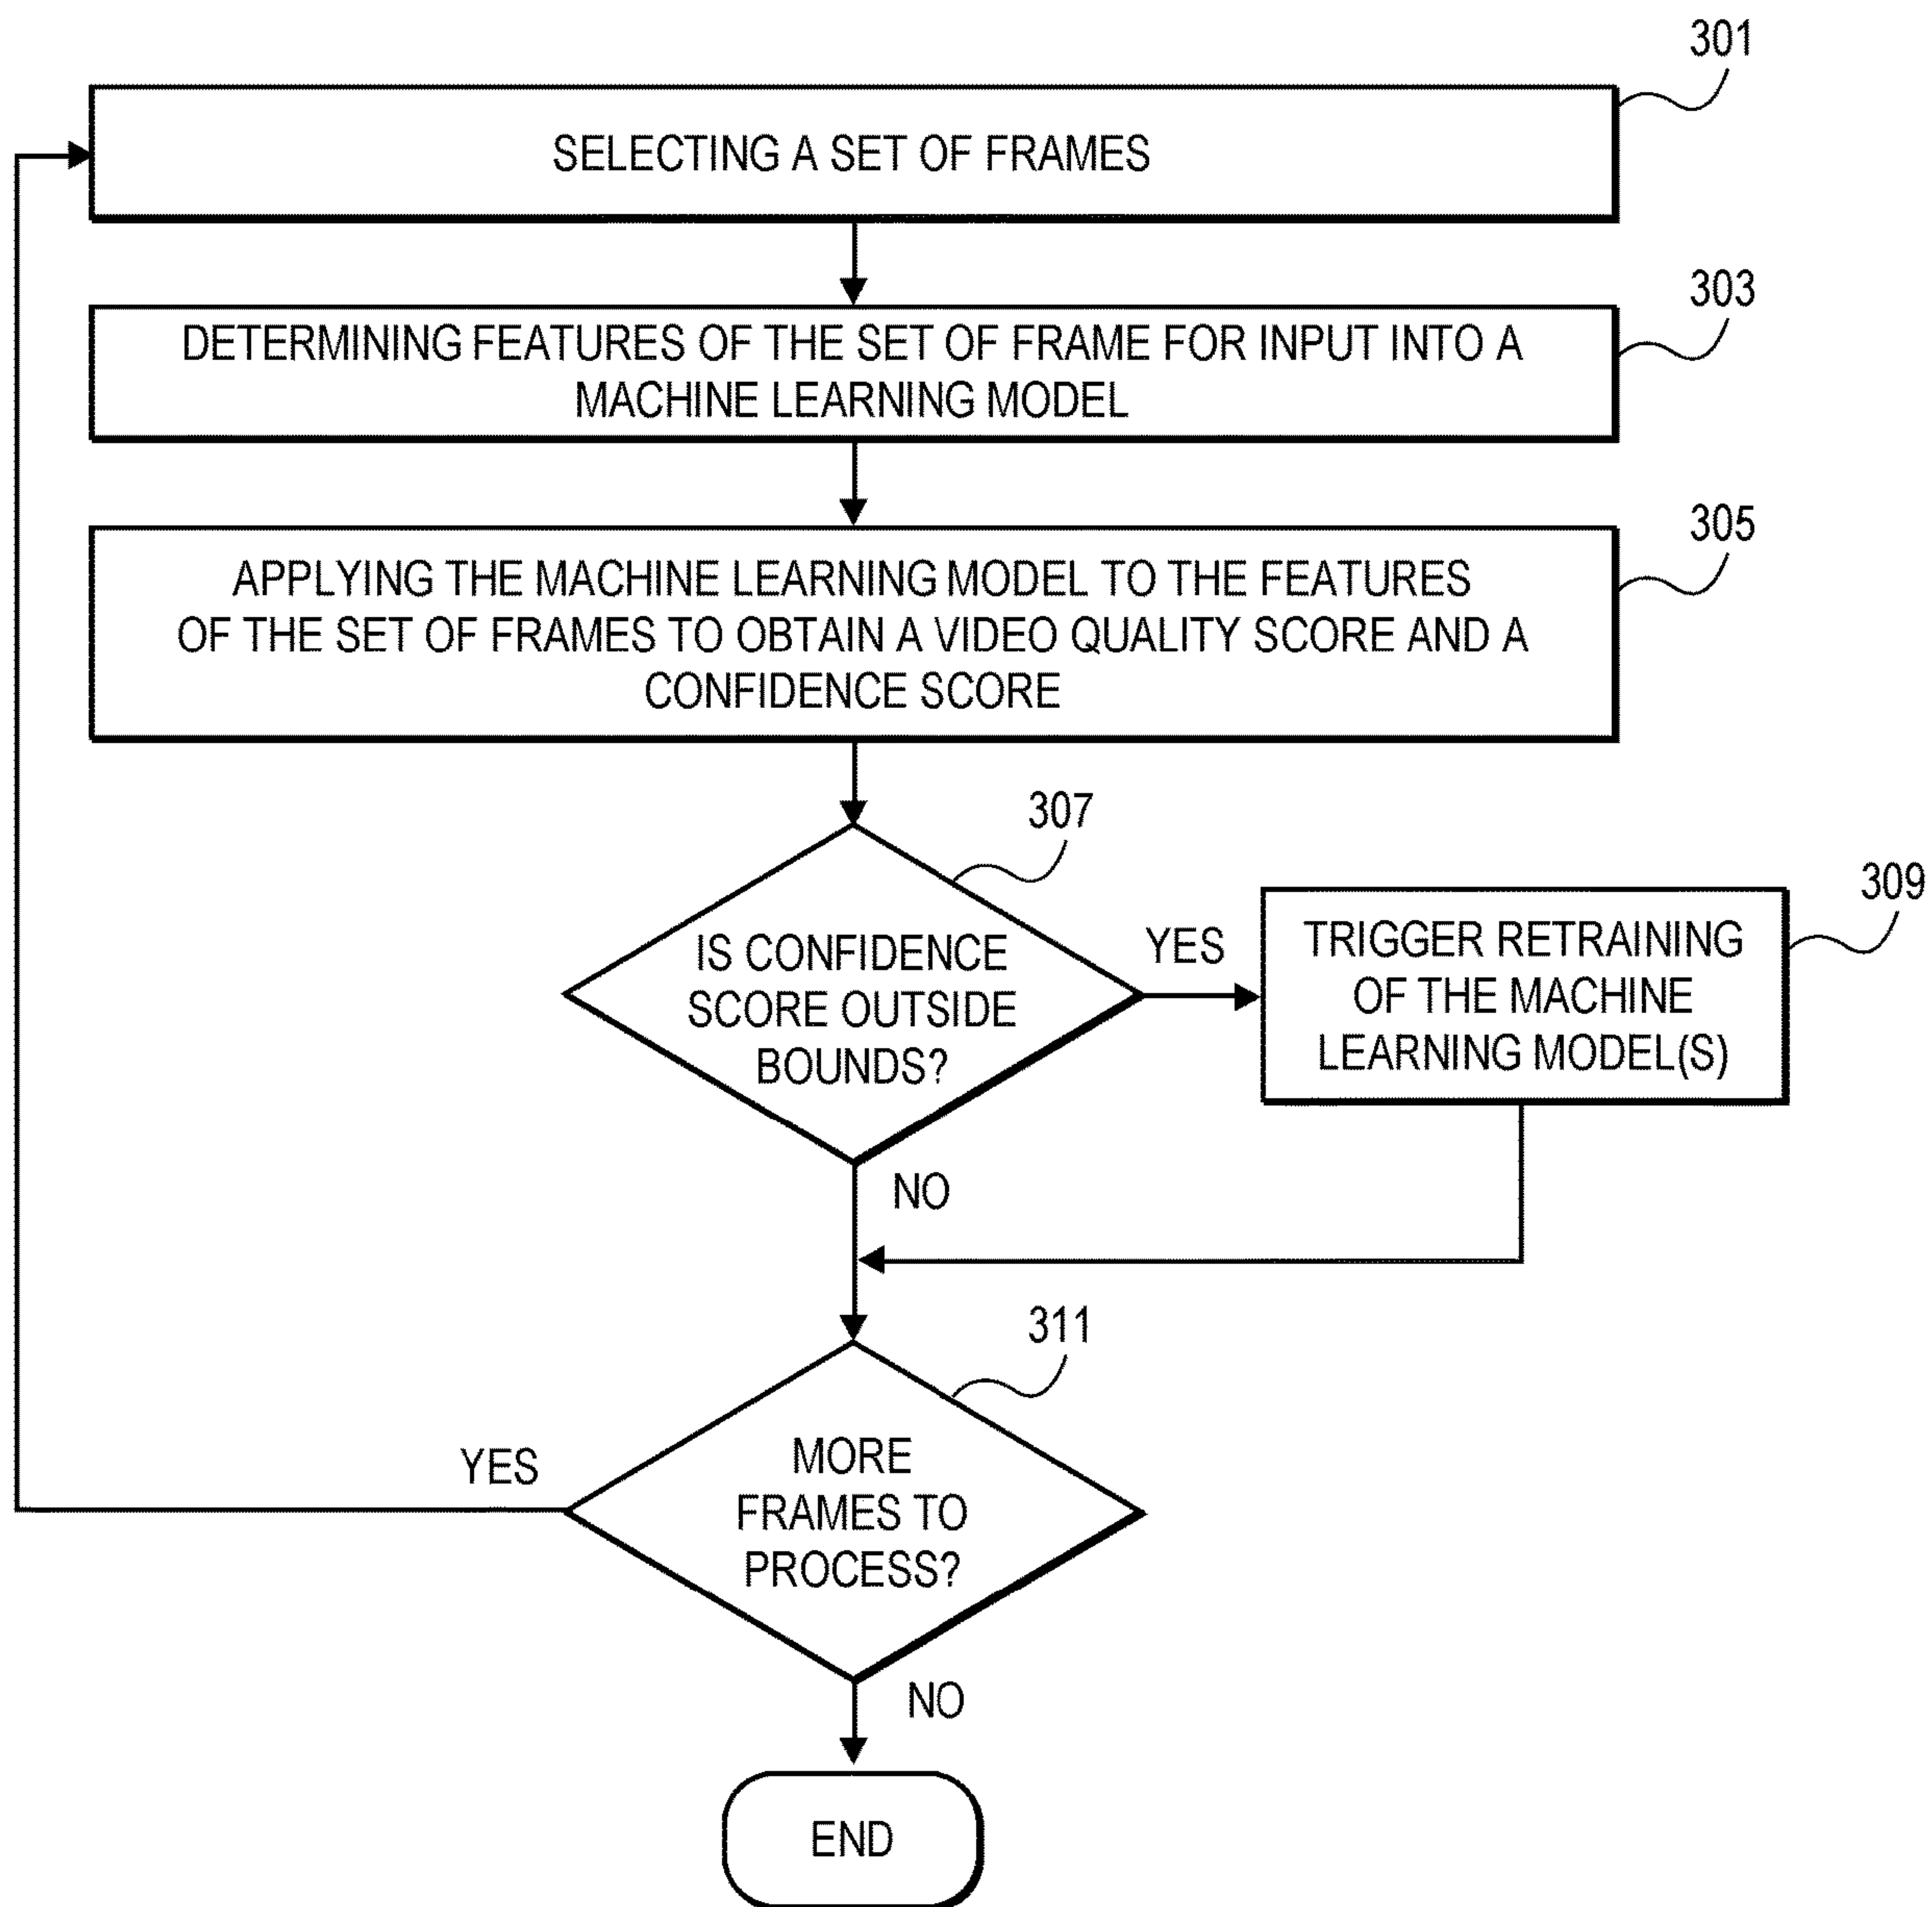 301
SELECTING A SET OF FRAMES
303
DETERMINING FEATURES OF THE SET OF FRAME FOR INPUT INTO A
MACHINE LEARNING MODEL
305
APPLYING THE MACHINE LEARNING MODEL TO THE FEATURES
OF THE SET OF FRAMES TO OBTAIN A VIDEO QUALITY SCORE AND A
CONFIDENCE SCORE
307
IS CONFIDENCE
SCORE OUTSIDE
BOUNDS?
YES
309
TRIGGER RETRAINING
OF THE MACHINE
LEARNING MODEL(S)
NO
311
MORE
FRAMES TO
PROCESS?
YES
NO
END